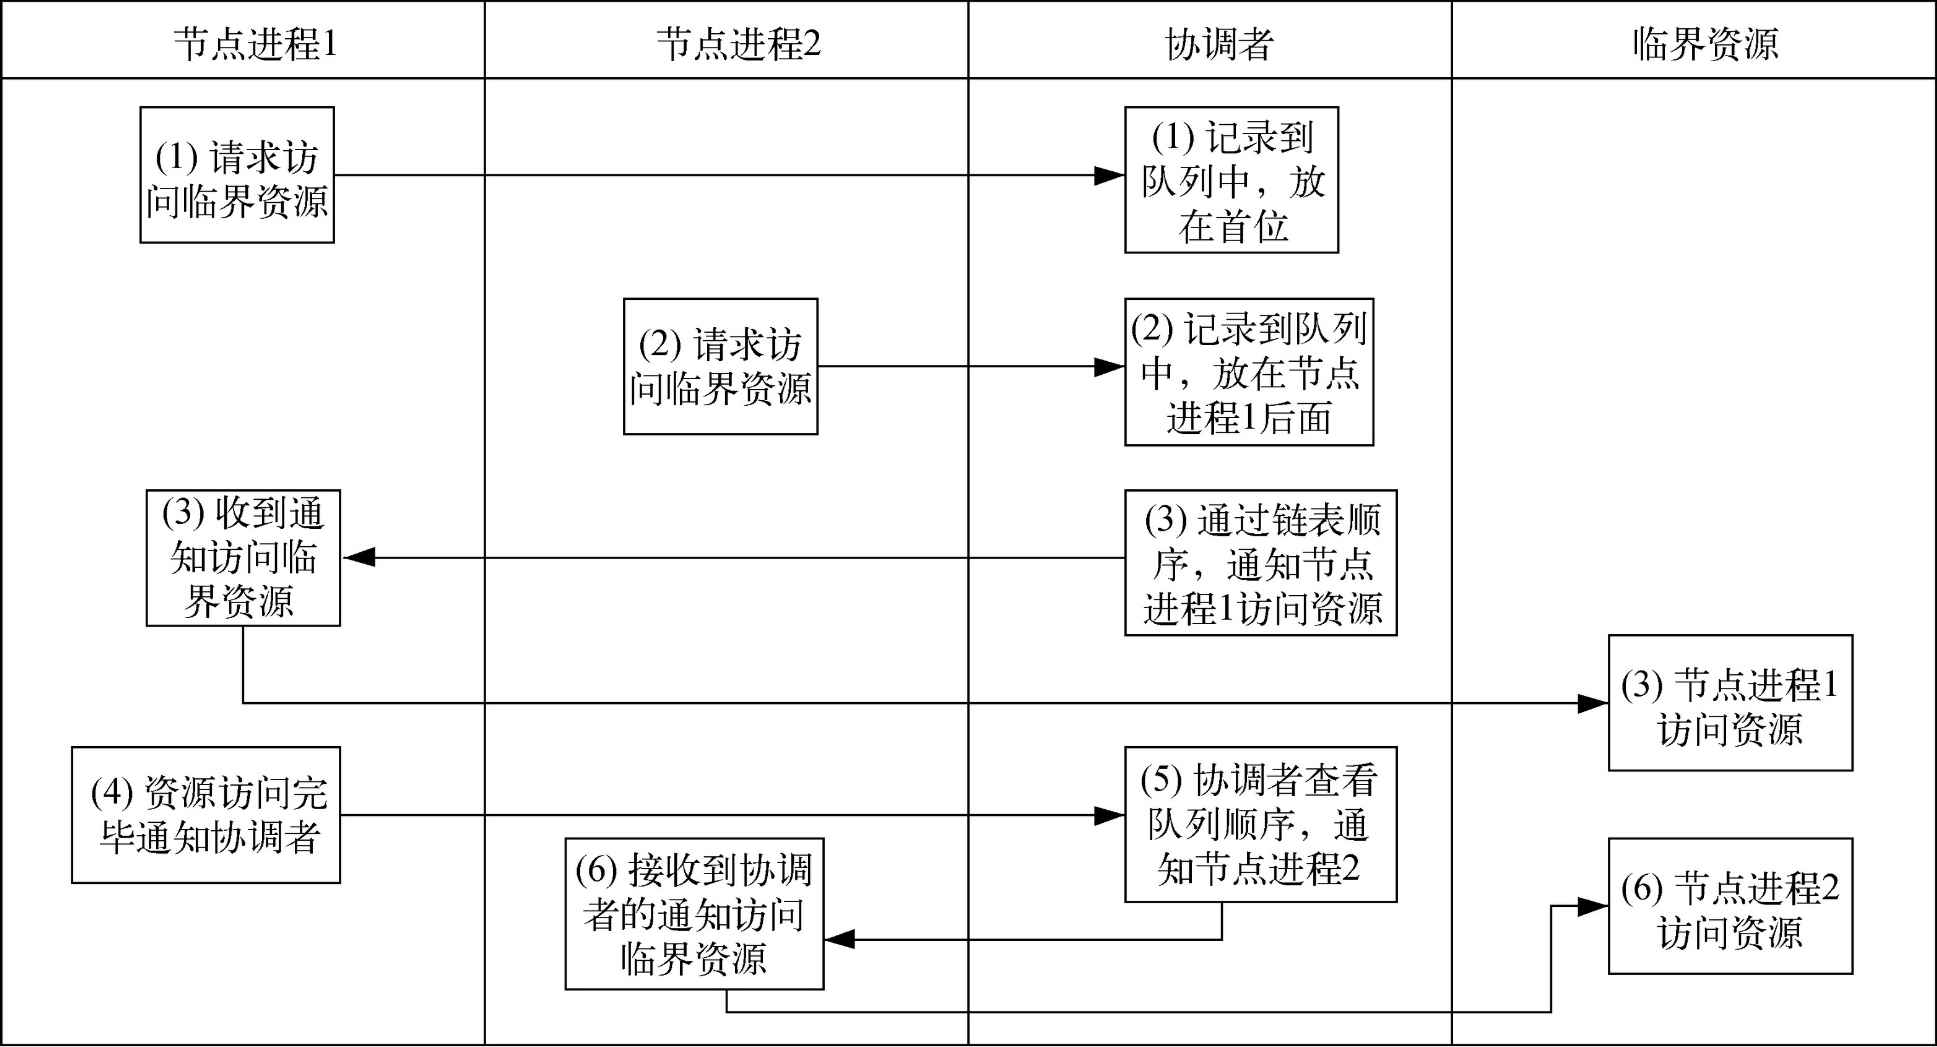 节点进程1
节点进程2
协调者
临界资源
(1) 请求访
问临界资源
(1) 记录到
队列中，放
在首位
(2) 请求访
问临界资源
(2) 记录到队列
中，放在节点
进程1后面
(3) 收到通
知访问临
界资源
(3) 通过链表顺
序，通知节点
进程1访问资源
(3) 节点进程1
访问资源
(4) 资源访问完
毕通知协调者
(5) 协调者查看
队列顺序，通
知节点进程2
(6) 接收到协调
者的通知访问
临界资源
(6) 节点进程2
访问资源